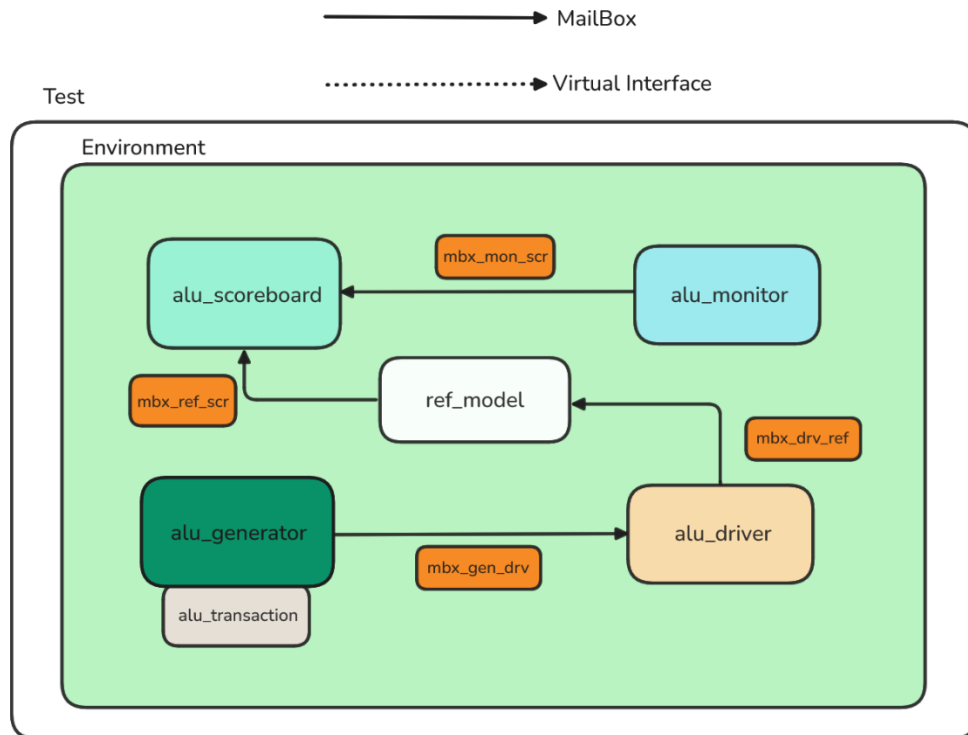 MailBox
Virtual Interface
Test
Environment
mbx_mon_scr
alu_scoreboard
alu_monitor
mbx_ref_scr
ref_model
mbx_drv_ref
alu_generator
alu_driver
mbx_gen_drv
alu_transaction